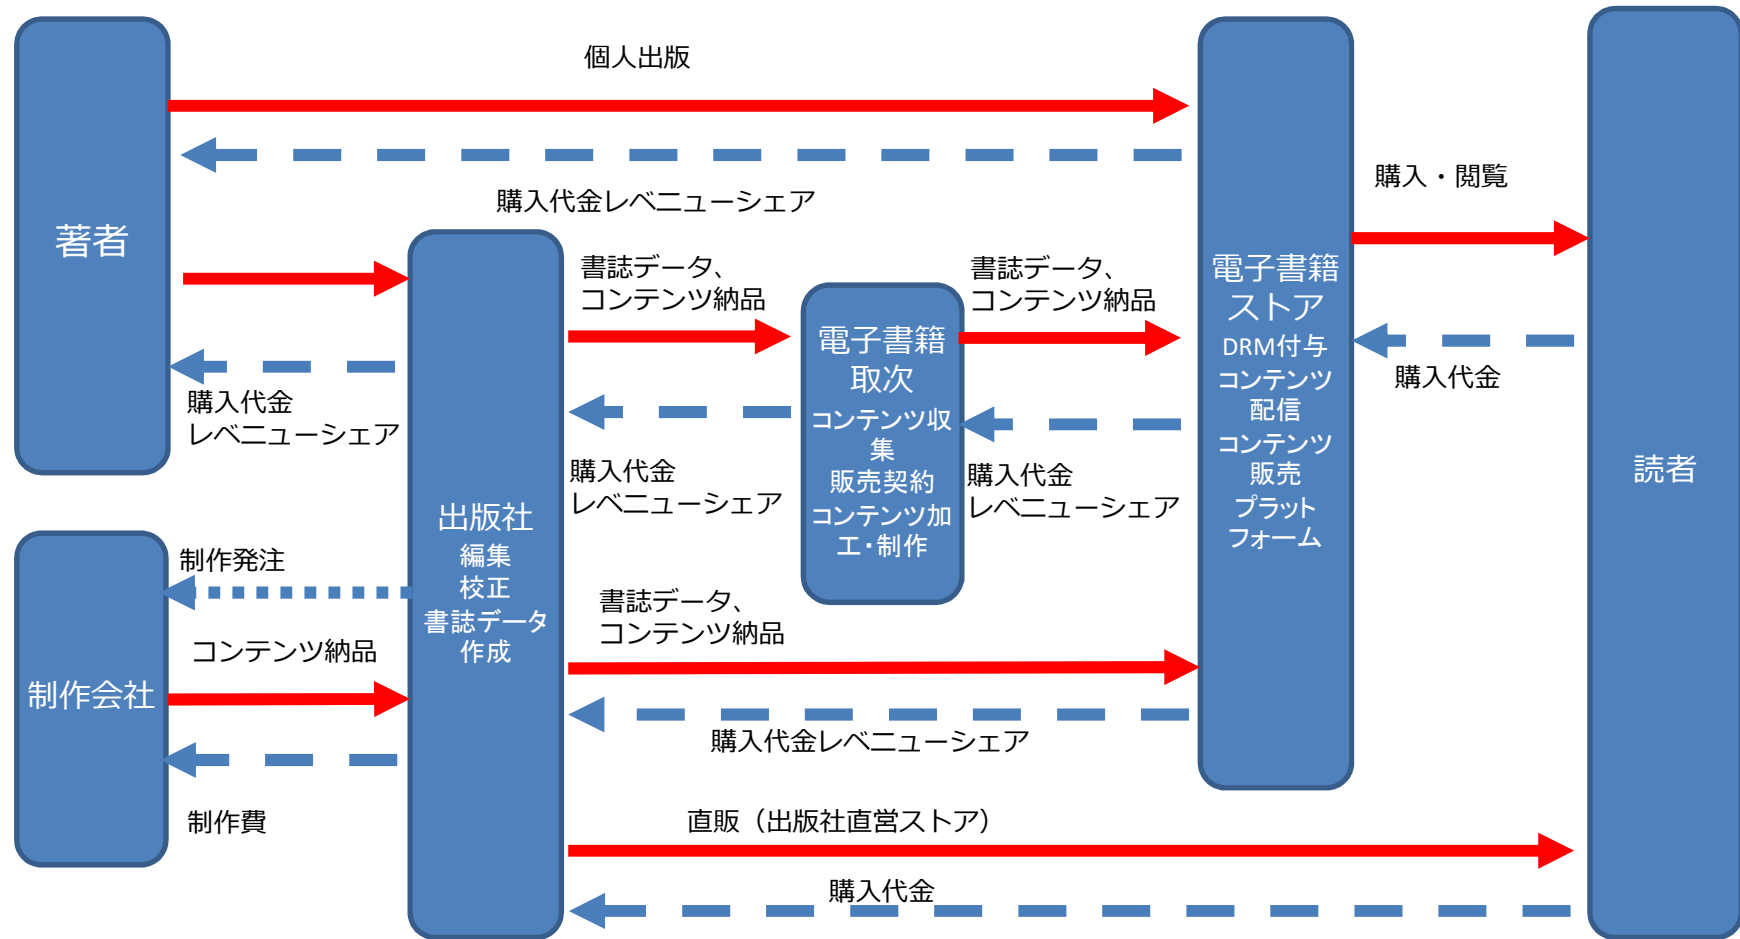 個人出版
購入代金レベニューシェア
購入・閲覧
著者
書誌データ、
コンテンツ納品
書誌データ、
コンテンツ納品
電子書籍
ストア
DRM付与
コンテンツ
配信
コンテンツ
販売
プラット
フォーム
電子書籍
取次
コンテンツ収
集
販売契約
コンテンツ加
工・制作
購入代金
購入代金
レベニューシェア
購入代金
レベニューシェア
購入代金
レベニューシェア
読者
出版社
編集
校正
書誌データ
作成
制作発注
書誌データ、
コンテンツ納品
コンテンツ納品
制作会社
購入代金レベニューシェア
制作費
直販（出版社直営ストア）
購入代金